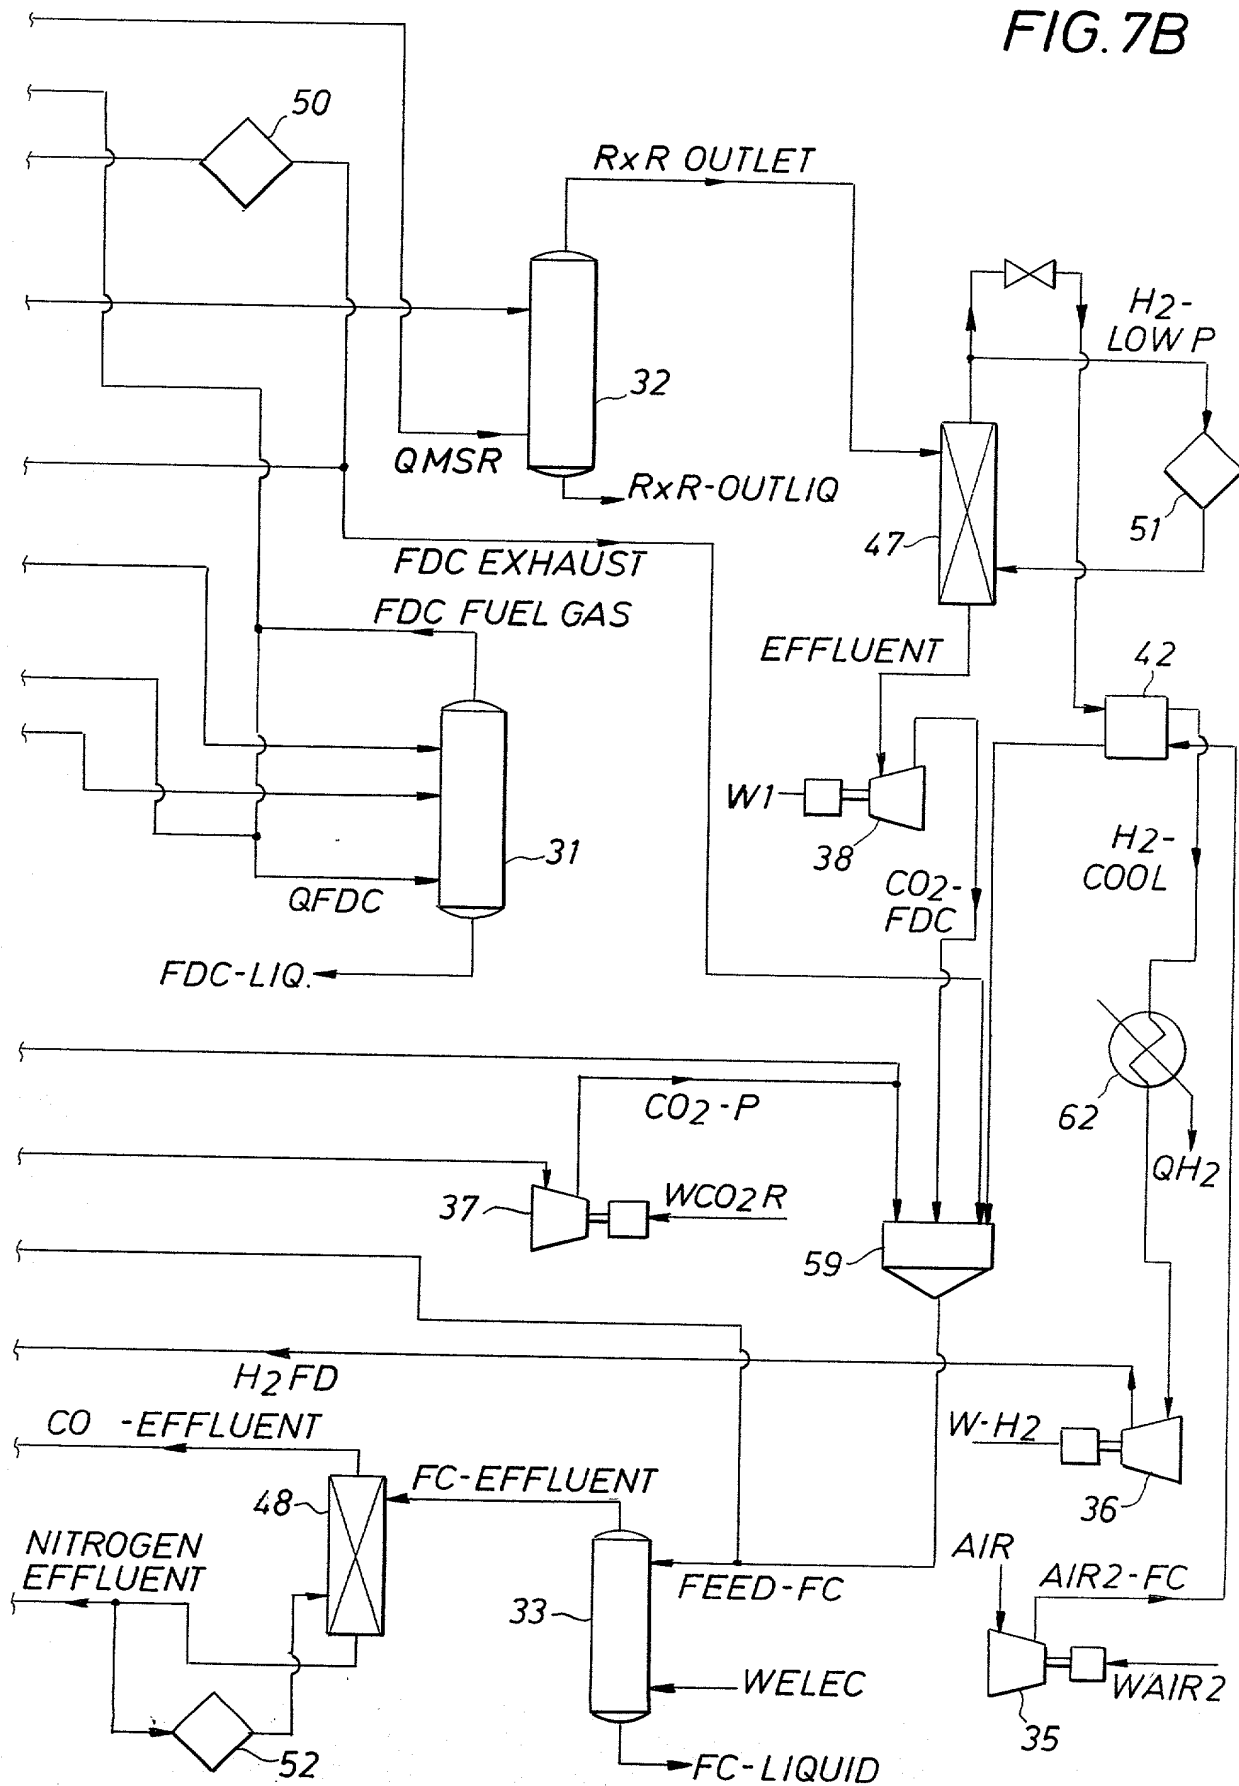 FIG. 7B
50
RxR OUTLET
H2-
LOW P
32
QMSR
RxR-OUTLIQ
51
47
FDC EXHAUST
FDC FUEL GAS
EFFLUENT
42
W1
38
31
H2-
COOL
CO2-
FDC
QFDC
FDC-LIQ.
62
CO2-P
QH2
37
WCO2R
59
H2FD
CO -EFFLUENT
W-H2
FC-EFFLUENT
48
36
NITROGEN
EFFLUENT
AIR
AIR2-FC
FEED-FC
33
WELEC
WAIR2
35
52
FC-LIQUID